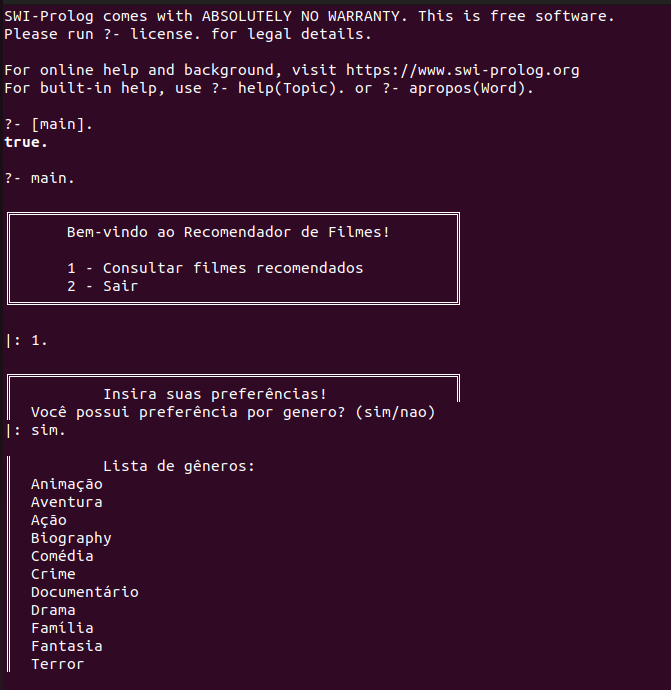 SWI-Prolog comes with ABSOLUTELY NO WARRANTY. This is free software.
Please run ?- license. for legal details.
For online help and background, visit https://www.swi-prolog.org
For built-in help, use ?- help(Topic). or ?- apropos(Word).
?- [main].
true.
?- main.
Bem-vindo ao Recomendador de Filmes!
1 - Consultar filmes recomendados
2 - Sair
|: 1.
Insira suas preferências!
Você possui preferência por genero? (sim/nao)
|: sim.
Lista de gêneros:
Animação
Aventura
Ação
Biography
Comédia
Crime
Documentário
Drama
Família
Fantasia
Terror